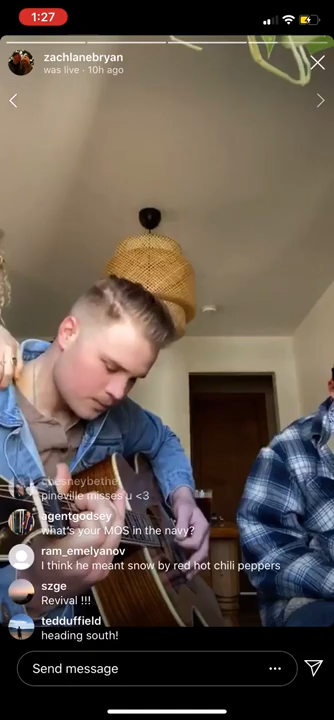 1:27
zachlanebryan
was live · 10h ago
chesneybethel
pineville misses u <3
agentgodsey
what's your MOS in the navy?
ram_emelyanov
I think he meant snow by red hot chili peppers
szge
Revival !!!
tedduffield
heading south!
Send message